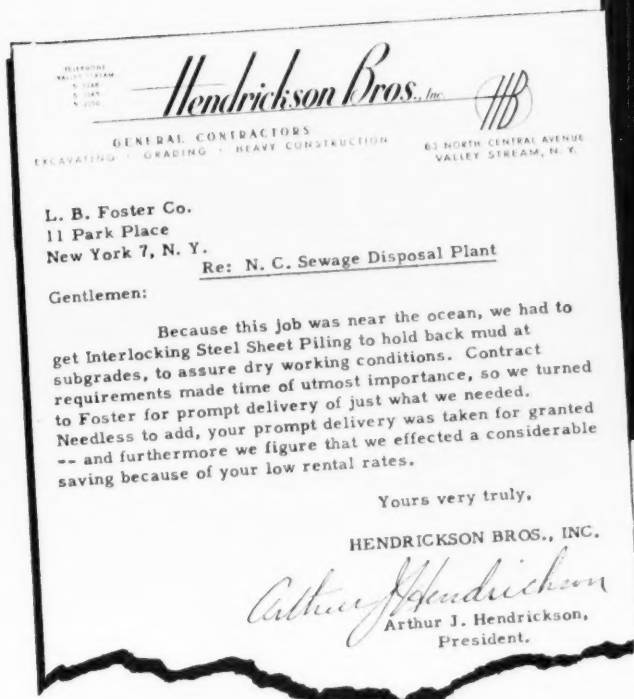 TELEPHONE
VALLEY STREAM
Hendrickson Bros., Inc.
HB
GENERAL CONTRACTORS
EXCAVATING · GRADING · HEAVY CONSTRUCTION
63 NORTH CENTRAL AVENUE
VALLEY STREAM, N. Y.
L. B. Foster Co.
11 Park Place
New York 7, N. Y.
Re: N. C. Sewage Disposal Plant
Gentlemen:
Because this job was near the ocean, we had to
get Interlocking Steel Sheet Piling to hold back mud at
subgrades, to assure dry working conditions. Contract
requirements made time of utmost importance, so we turned
to Foster for prompt delivery of just what we needed.
Needless to add, your prompt delivery was taken for granted
-- and furthermore we figure that we effected a considerable
saving because of your low rental rates.
Yours very truly,
HENDRICKSON BROS., INC.
Arthur J Hendrickson
Arthur J. Hendrickson,
President.